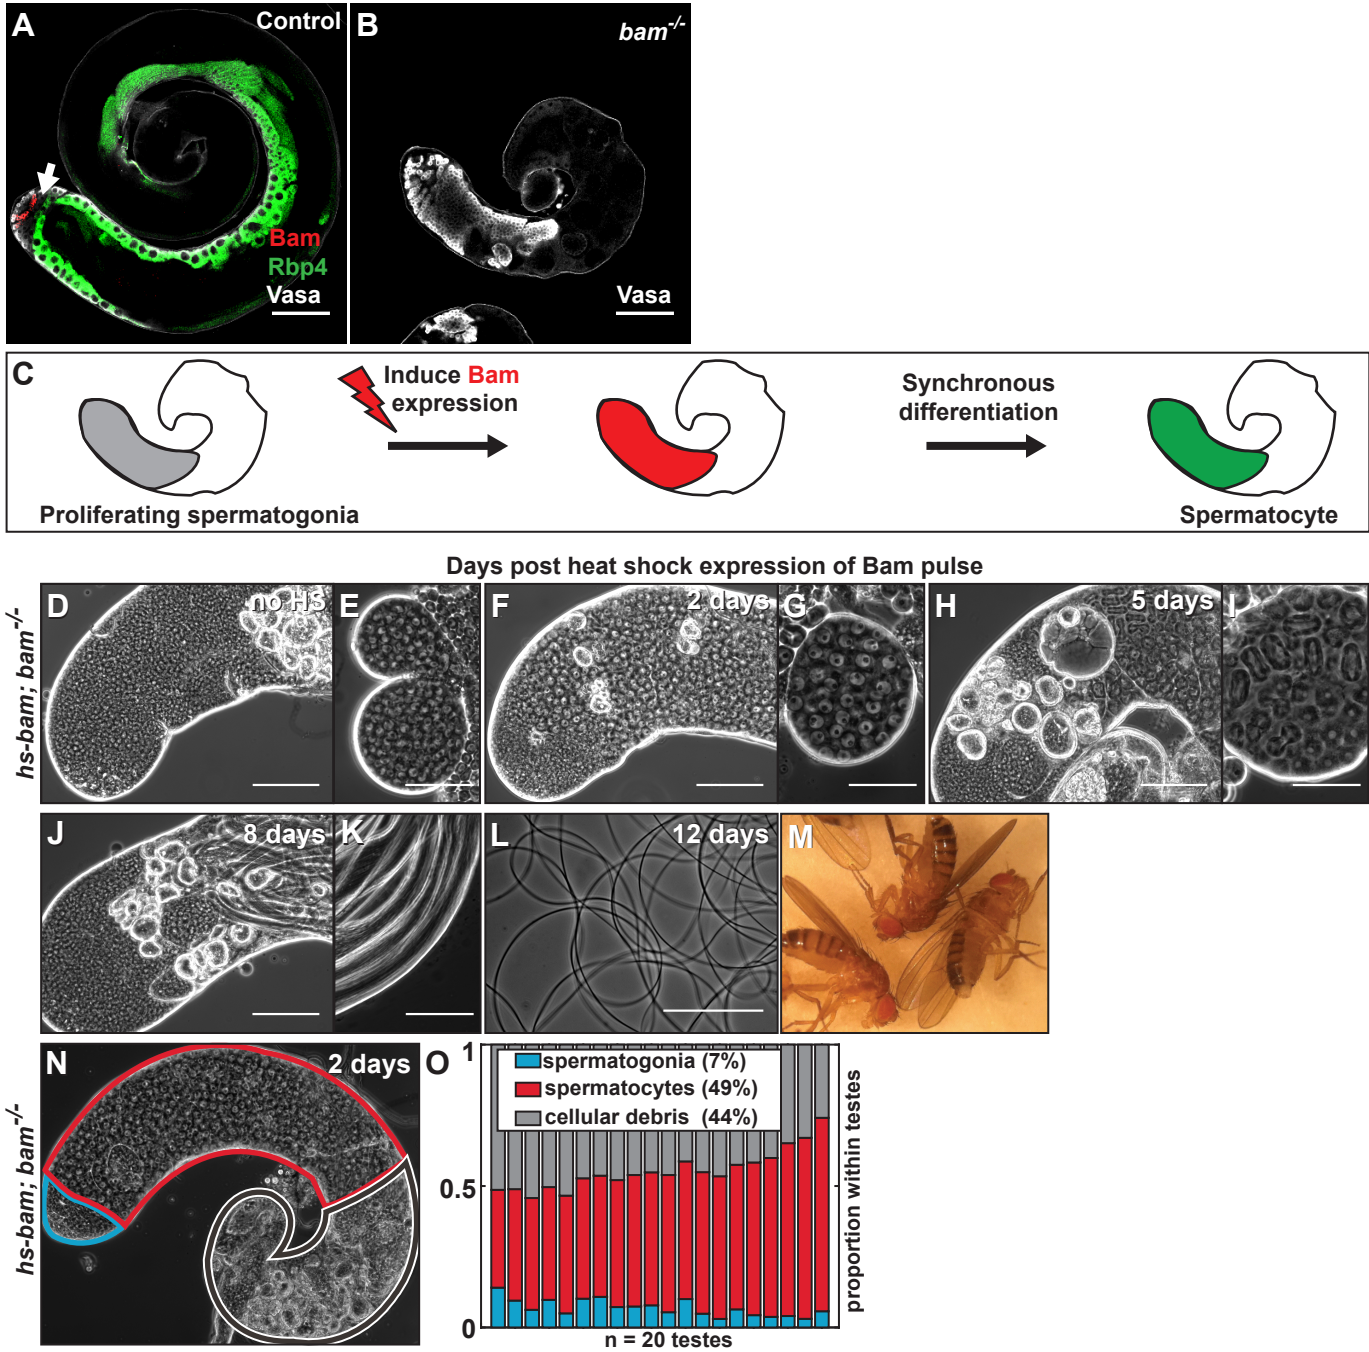 A
Control
Bam
Rbp4
Vasa
B
bam-/-
Vasa
C
Induce Bam
expression
Synchronous
differentiation
Proliferating spermatogonia
Spermatocyte
Days post heat shock expression of Bam pulse
hs-bam; bam-/-
D
no HS
E
F
2 days
G
H
5 days
I
J
8 days
K
L
12 days
M
hs-bam; bam-/-
N
2 days
O
1
0.5
0
spermatogonia (7%)
spermatocytes (49%)
cellular debris (44%)
proportion within testes
n = 20 testes